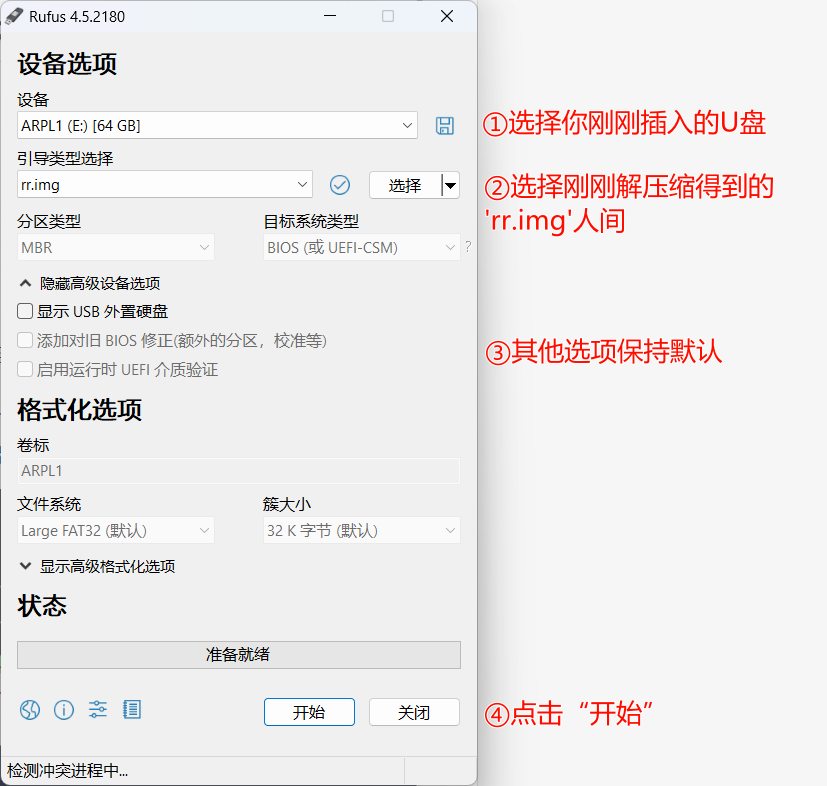 Rufus 4.5.2180
设备选项
设备
ARPL1 (E:) [64 GB]
①选择你刚刚插入的U盘
引导类型选择
rr.img
选择
②选择刚刚解压缩得到的
'rr.img'人间
分区类型
目标系统类型
MBR
BIOS (或 UEFI-CSM)
?
隐藏高级设备选项
显示 USB 外置硬盘
添加对旧 BIOS 修正(额外的分区，校准等)
③其他选项保持默认
启用运行时 UEFI 介质验证
格式化选项
卷标
ARPL1
文件系统
簇大小
Large FAT32 (默认)
32 K 字节 (默认)
显示高级格式化选项
状态
准备就绪
开始
关闭
④点击“开始”
检测冲突进程中...